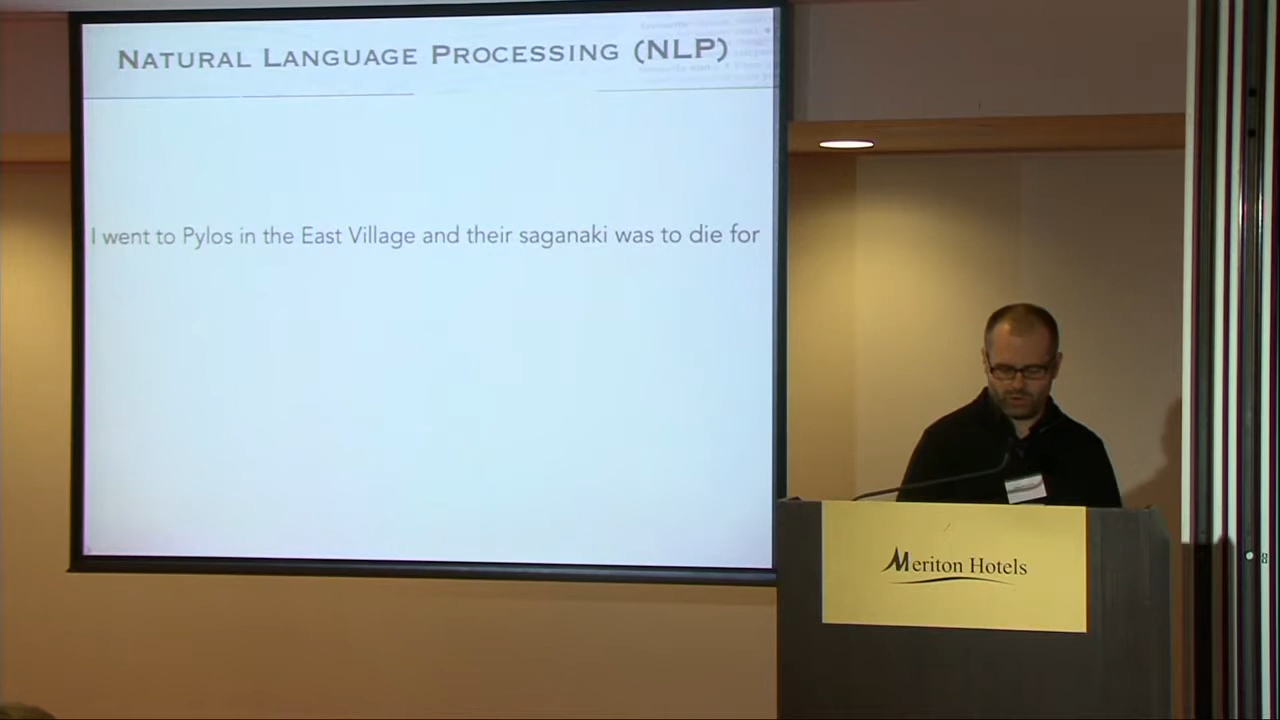 NATURAL LANGUAGE PROCESSING (NLP)
I went to Pylos in the East Village and their saganaki was to die for
Meriton Hotels
8